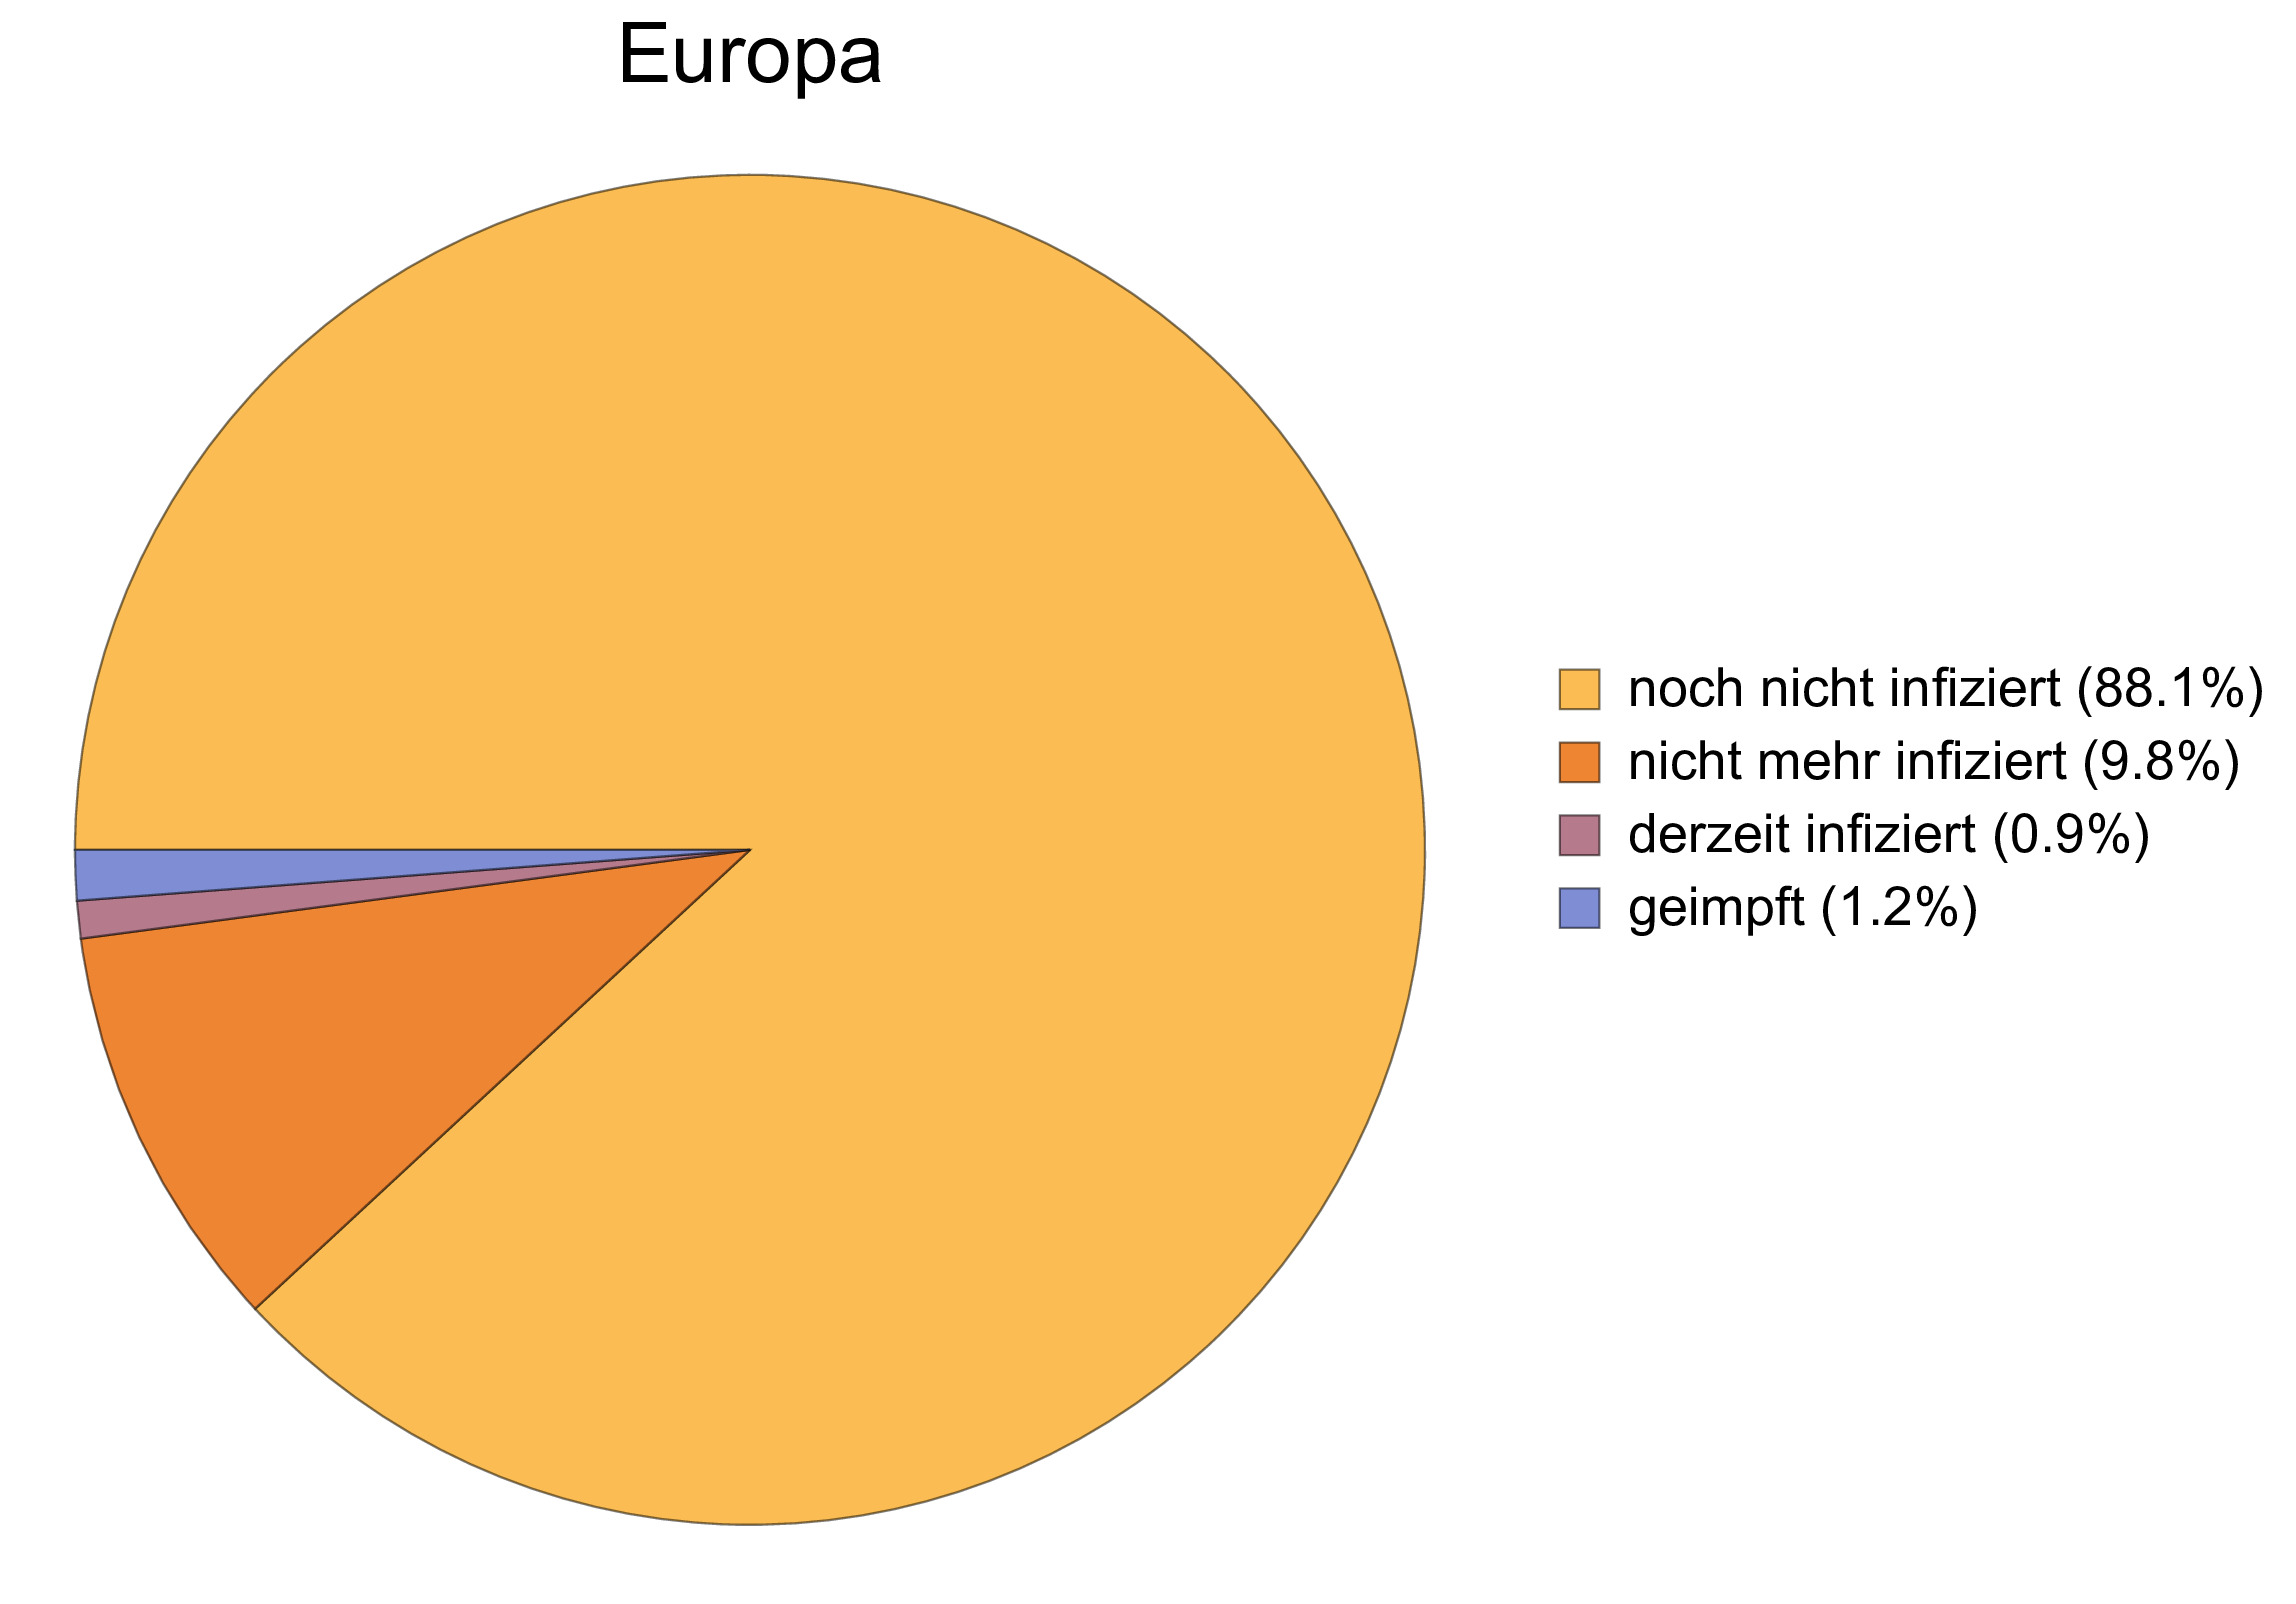 Europa
noch nicht infiziert (88.1%)
nicht mehr infiziert (9.8%)
derzeit infiziert (0.9%)
geimpft (1.2%)